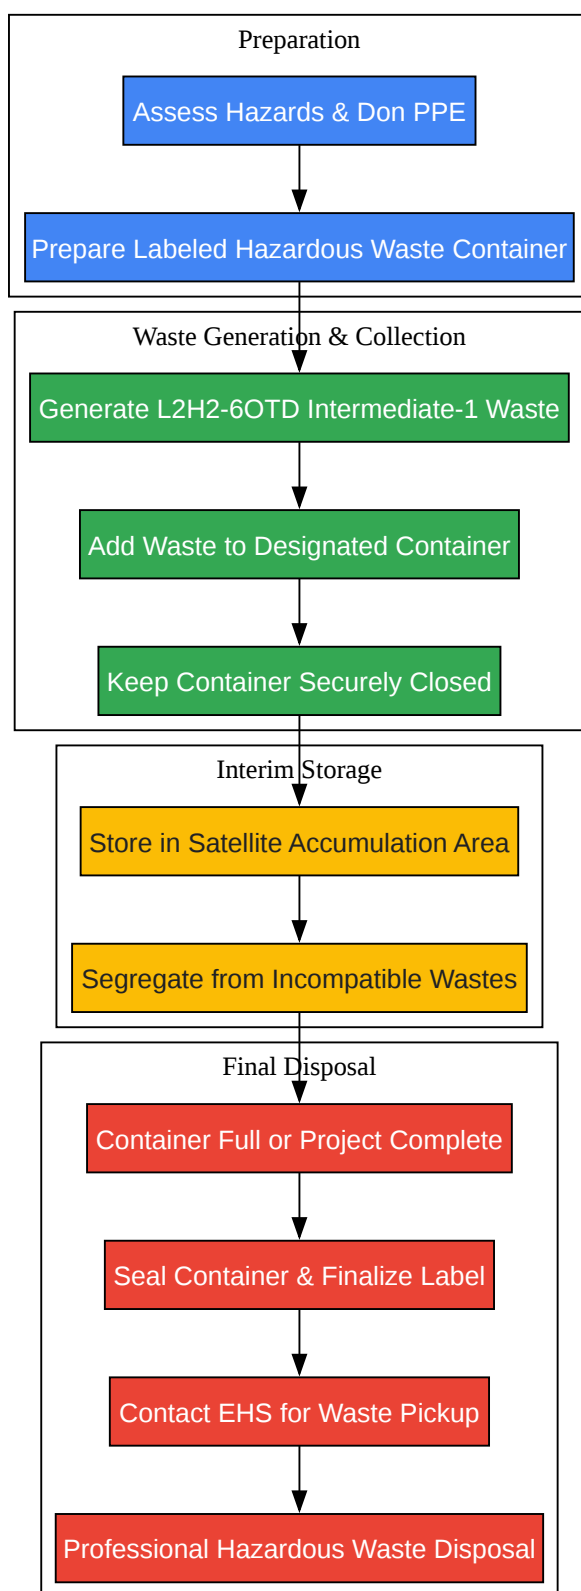 Preparation
Assess Hazards & Don PPE
Prepare Labeled Hazardous Waste Container
Waste Generation & Collection
Generate L2H2-6OTD Intermediate-1 Waste
Add Waste to Designated Container
Keep Container Securely Closed
Interim Storage
Store in Satellite Accumulation Area
Segregate from Incompatible Wastes
Final Disposal
Container Full or Project Complete
Seal Container & Finalize Label
Contact EHS for Waste Pickup
Professional Hazardous Waste Disposal